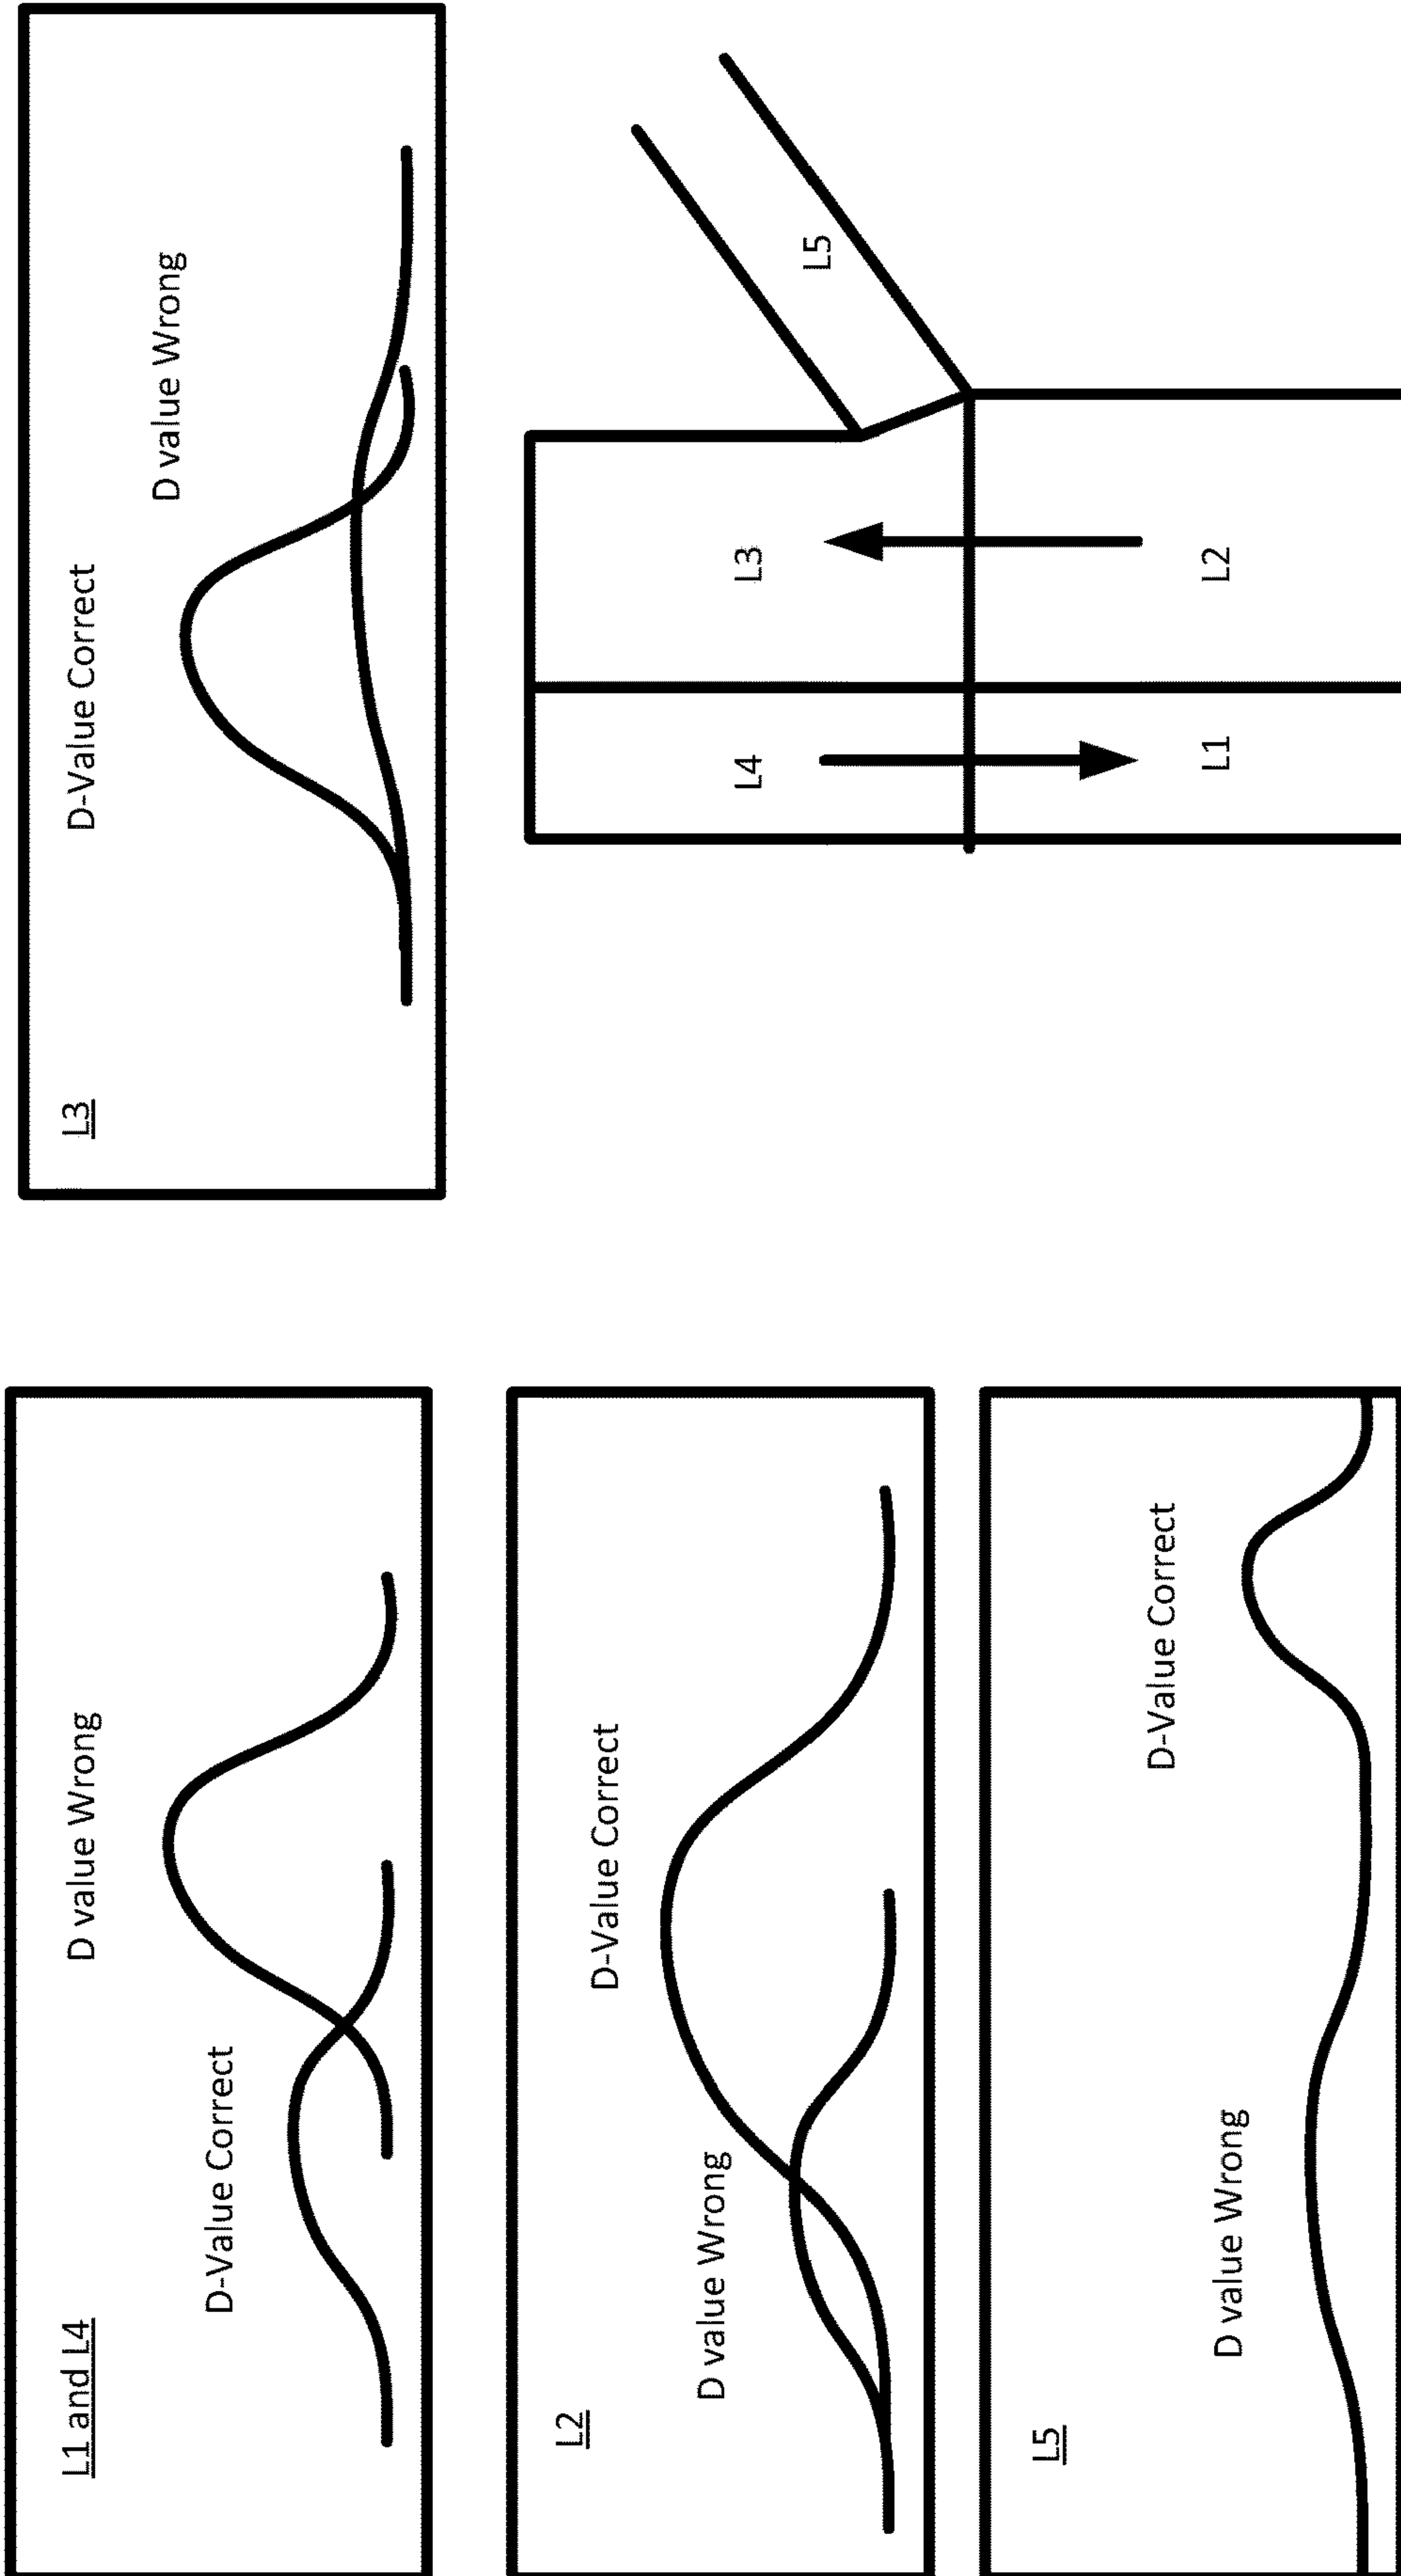 L1 and L4
D value Wrong
D-Value Correct
L3
D-Value Correct
D value Wrong
L2
D-Value Correct
D value Wrong
L5
D-Value Correct
D value Wrong
L4
L3
L5
L1
L2